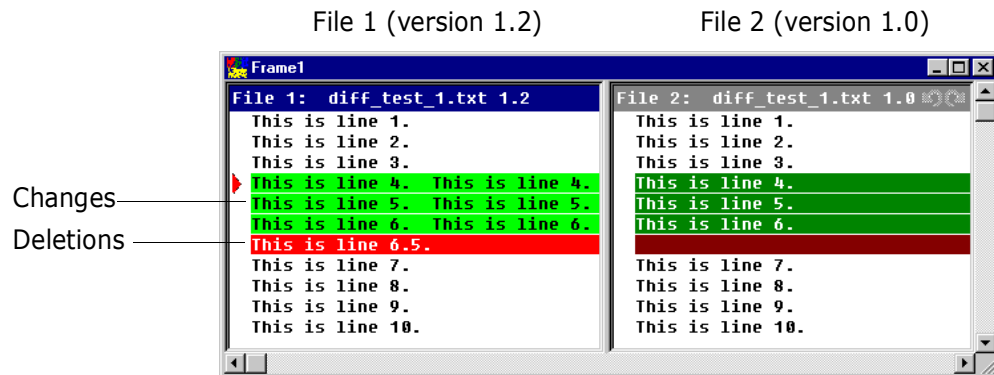 File 1 (version 1.2)
File 2 (version 1.0)
Frame1
File 1:  diff_test_1.txt 1.2
This is line 1.
This is line 2.
This is line 3.
This is line 4.  This is line 4.
This is line 5.  This is line 5.
This is line 6.  This is line 6.
This is line 6.5.
This is line 7.
This is line 8.
This is line 9.
This is line 10.
File 2:  diff_test_1.txt 1.0
This is line 1.
This is line 2.
This is line 3.
This is line 4.
This is line 5.
This is line 6.
This is line 7.
This is line 8.
This is line 9.
This is line 10.
Changes
Deletions